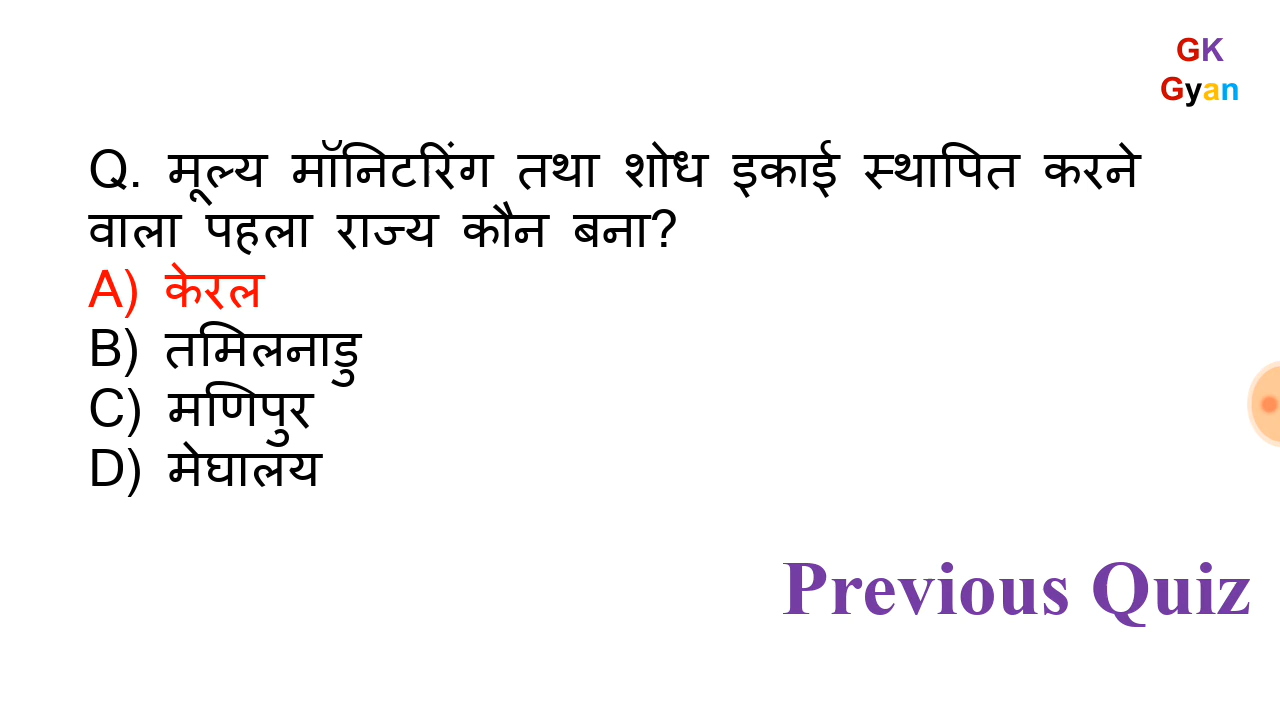 GK
Gyan
Q. मूल्य मॉनिटरिंग तथा शोध इकाई स्थापित करने
वाला पहला राज्य कौन बना?
A) केरल
B) तमिलनाडु
C) मणिपुर
D) मेघालय
Previous Quiz